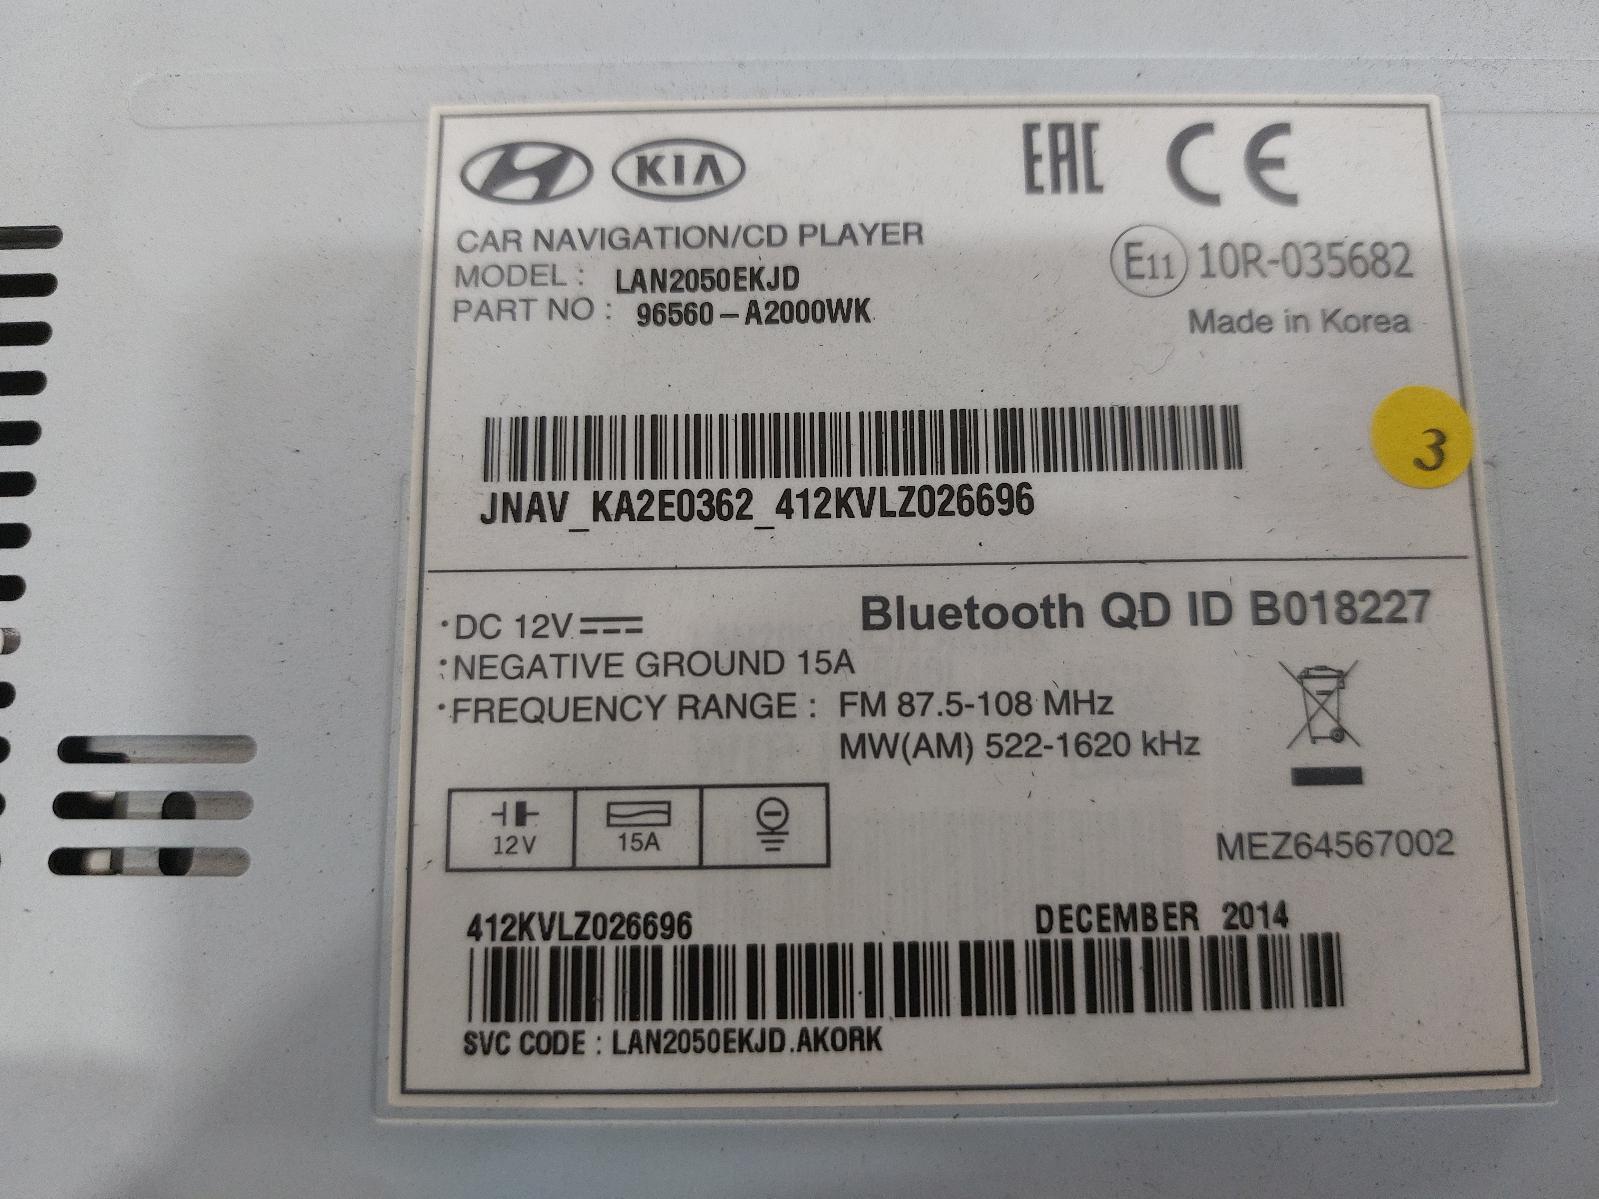 KIA
EAC CE
CAR NAVIGATION/CD PLAYER
MODEL : LAN2050EKJD
PART NO : 96560-A2000WK
E11 10R-035682
Made in Korea
3
JNAV_KA2E0362_412KVLZ026696
·DC 12V
Bluetooth QD ID B018227
:NEGATIVE GROUND 15A
·FREQUENCY RANGE : FM 87.5-108 MHz
MW(AM) 522-1620 kHz
12V 15A
MEZ64567002
412KVLZ026696 DECEMBER 2014
SVC CODE : LAN2050EKJD.AKORK